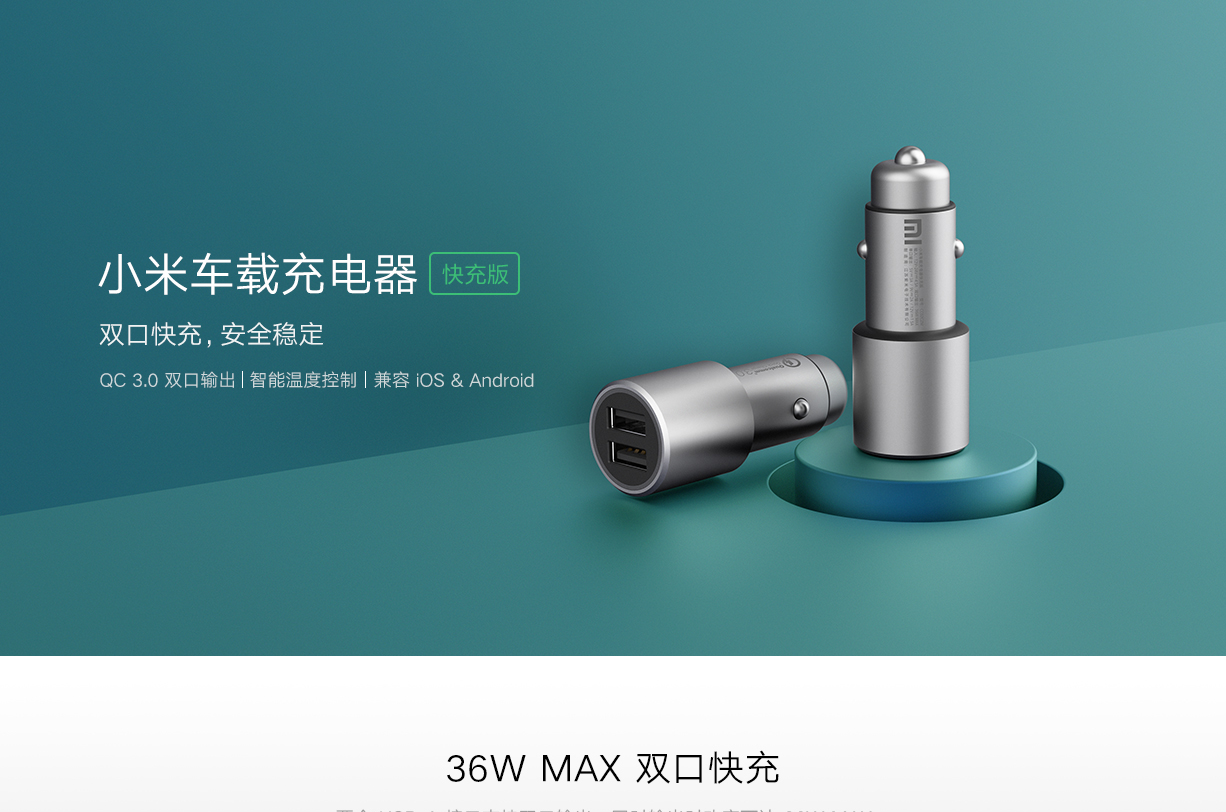 小米车载充电器 快充版
双口快充，安全稳定
QC 3.0 双口输出 | 智能温度控制 | 兼容 iOS & Android
mi
36W MAX 双口快充